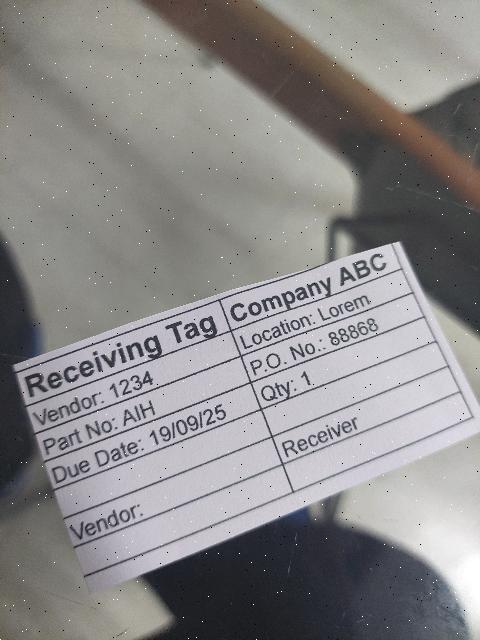 Receiving Tag Company ABC
Vendor: 1234 Location: Lorem
Part No: AIH P.O. No.: 88868
Due Date: 19/09/25 Qty: 1
Vendor: Receiver